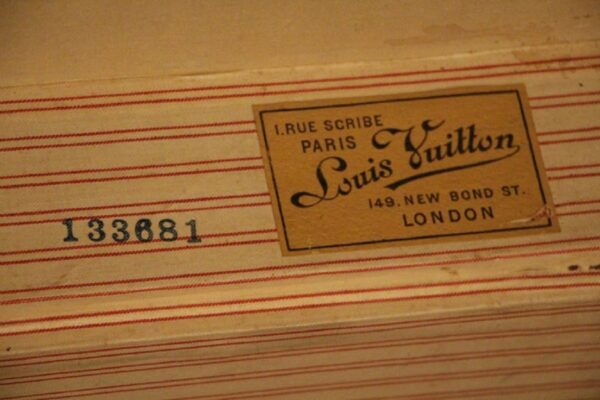 1. RUE SCRIBE
PARIS
Louis Vuitton
149. NEW BOND ST.
LONDON
133681